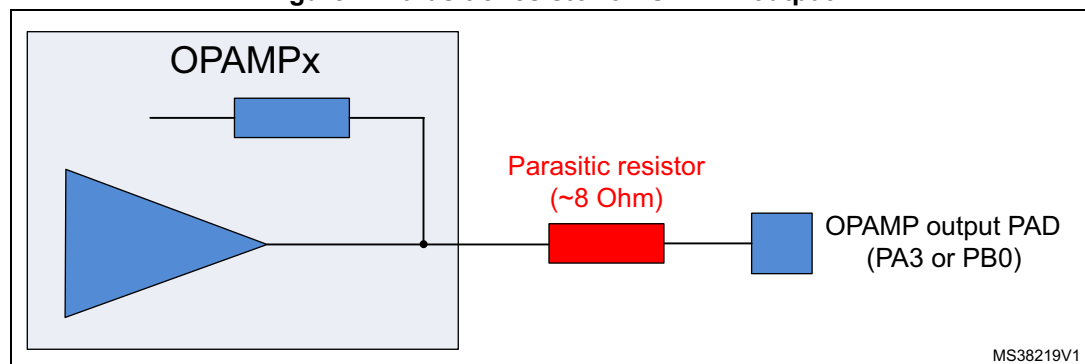 OPAMPx
Parasitic resistor
(~8 Ohm)
OPAMP output PAD
(PA3 or PB0)
MS38219V1